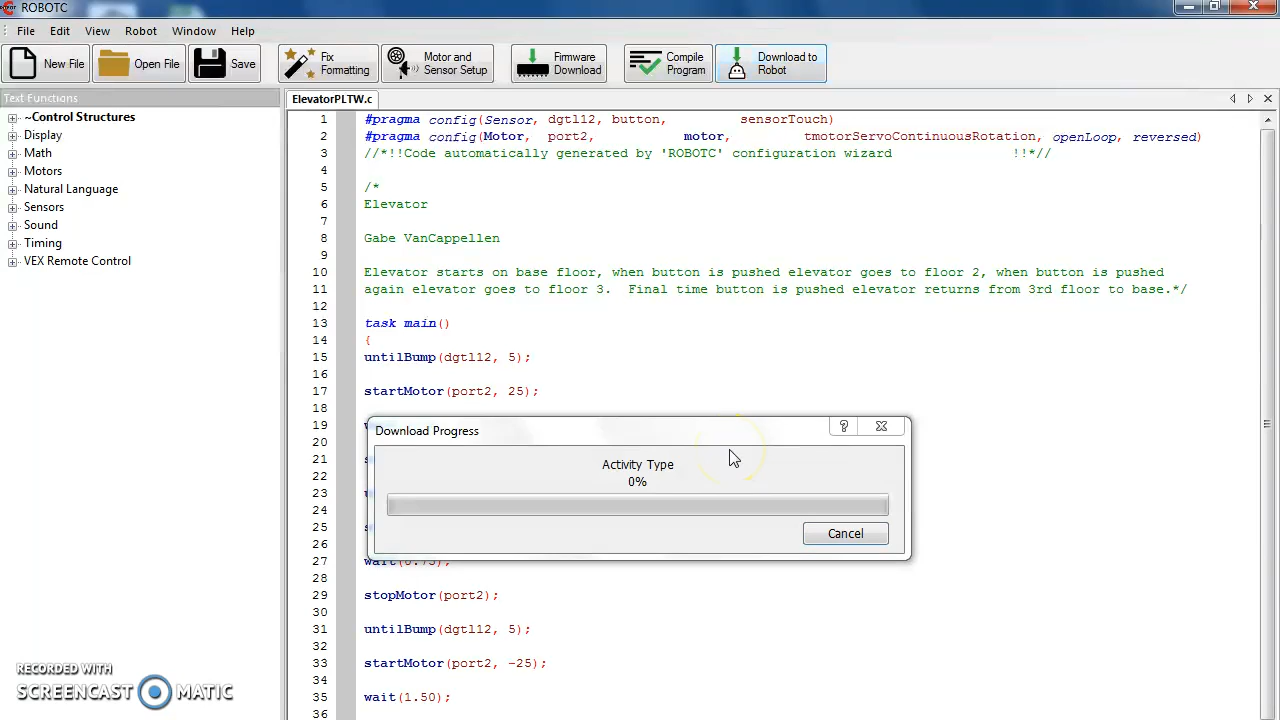 ROBOTC
File Edit View Robot Window Help
New File Open File Save Fix Formatting Motor and Sensor Setup Firmware Download Compile Program Download to Robot
Text Functions
ElevatorPLTW.c
~Control Structures
Display
Math
Motors
Natural Language
Sensors
Sound
Timing
VEX Remote Control
1 #pragma config(Sensor, dgtl12, button, sensorTouch)
2 #pragma config(Motor, port2, motor, tmotorServoContinuousRotation, openLoop, reversed)
3 //*!!Code automatically generated by 'ROBOTC' configuration wizard !!*//
4
5 /*
6 Elevator
7
8 Gabe VanCappellen
9
10 Elevator starts on base floor, when button is pushed elevator goes to floor 2, when button is pushed
11 again elevator goes to floor 3. Final time button is pushed elevator returns from 3rd floor to base.*/
12
13 task main()
14 {
15 untilBump(dgtl12, 5);
16
17 startMotor(port2, 25);
18
19
20
21
22
23
24
25
26
27 wait(0.75);
28
29 stopMotor(port2);
30
31 untilBump(dgtl12, 5);
32
33 startMotor(port2, -25);
34
35 wait(1.50);
36
Download Progress
Activity Type
0%
Cancel
RECORDED WITH
SCREENCAST MATIC